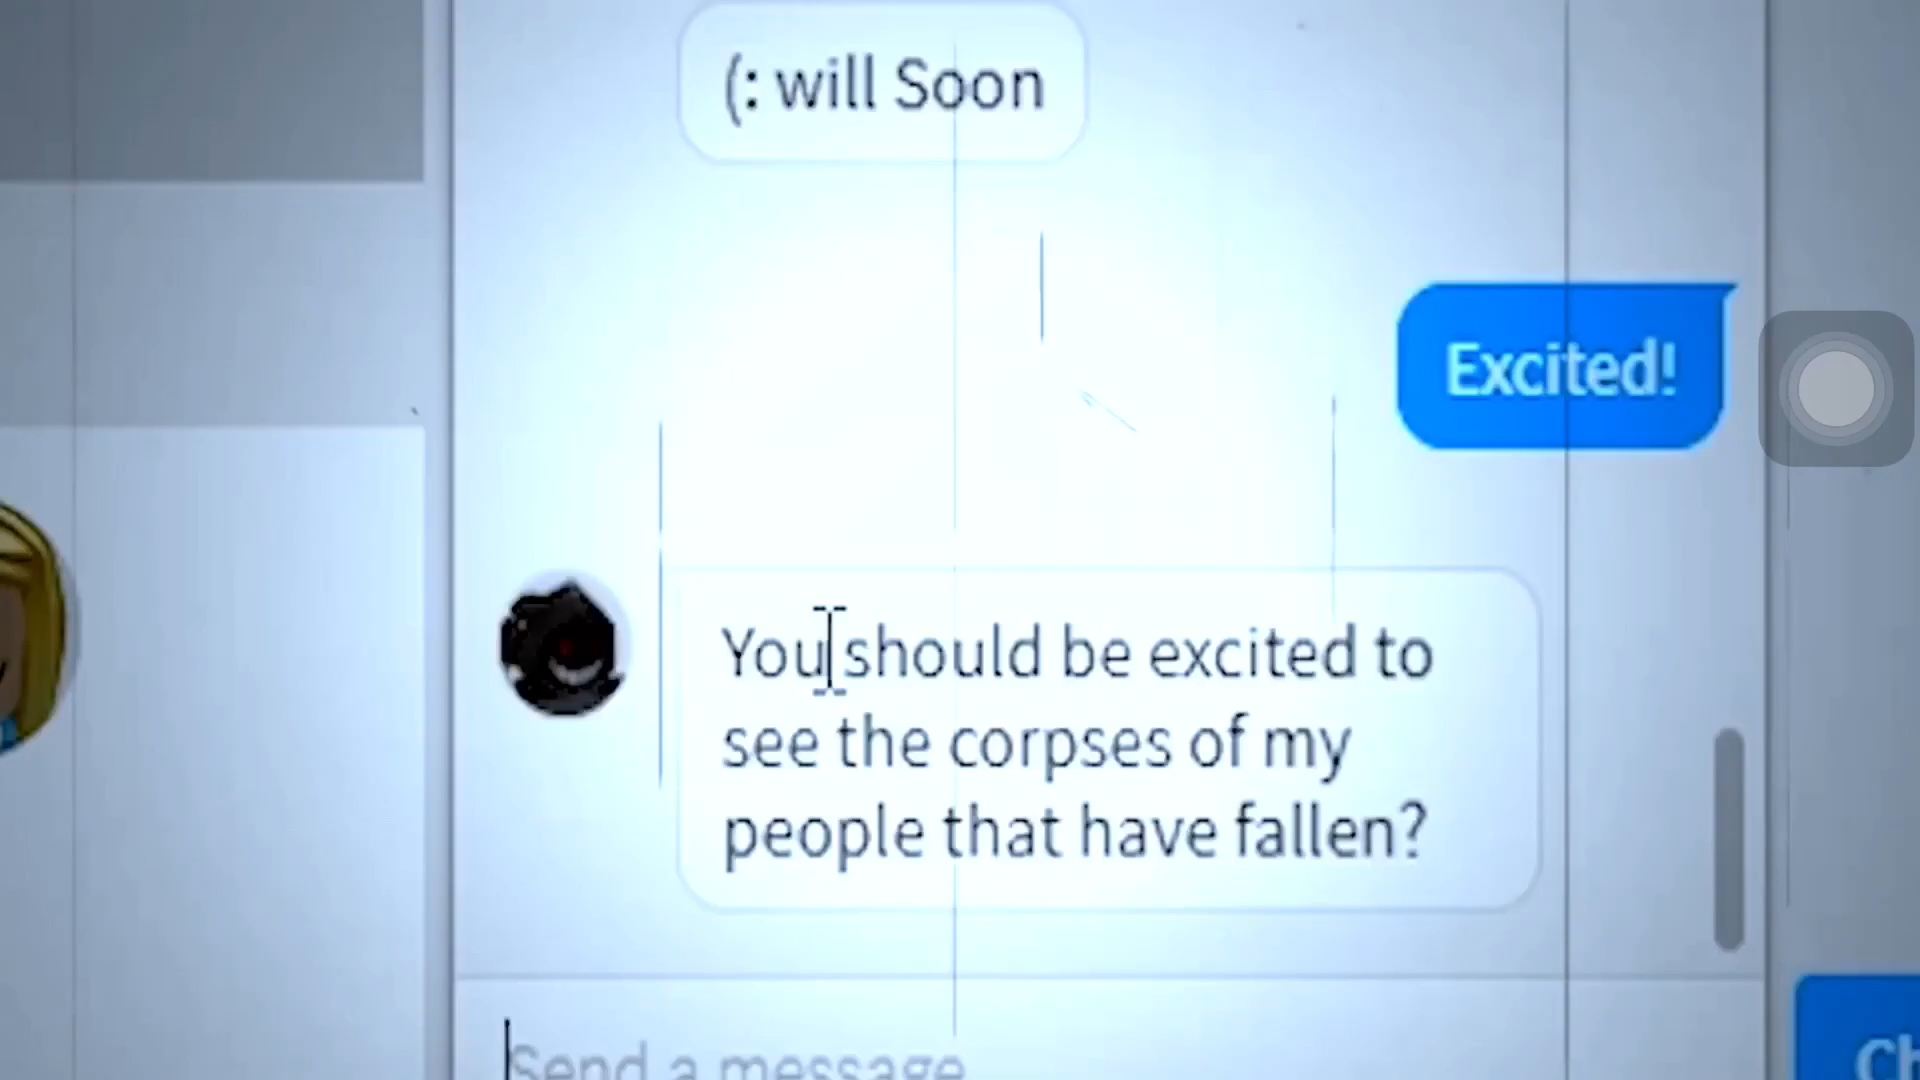 (: will Soon
Excited!
You should be excited to
see the corpses of my
people that have fallen?
Send a message
Ch